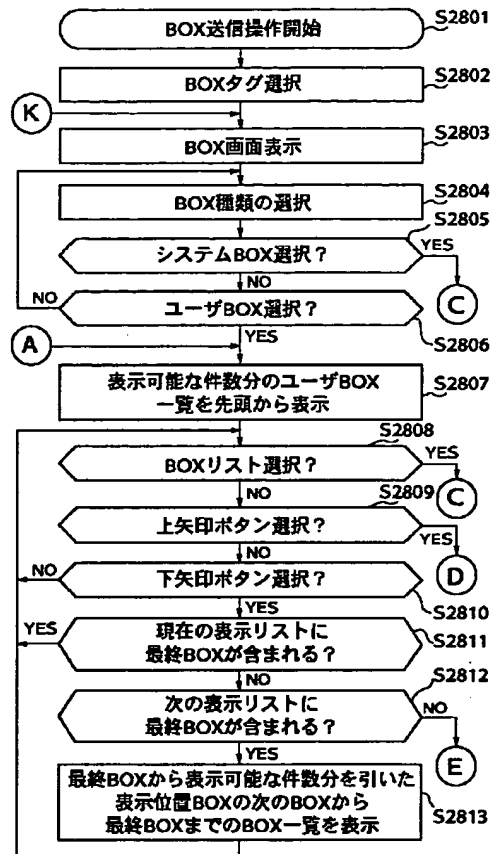 BOX送信操作開始
S2801
BOXタグ選択
S2802
K
BOX画面表示
S2803
BOX種類の選択
S2804
システムBOX選択？
S2805
YES
C
NO
ユーザBOX選択？
S2806
NO
YES
A
表示可能な件数分のユーザBOX
一覧を先頭から表示
S2807
BOXリスト選択？
S2808
YES
C
NO
上矢印ボタン選択？
S2809
YES
D
NO
下矢印ボタン選択？
S2810
NO
YES
現在の表示リストに
最終BOXが含まれる？
S2811
YES
NO
次の表示リストに
最終BOXが含まれる？
S2812
NO
E
YES
最終BOXから表示可能な件数分を引いた
表示位置BOXの次のBOXから
最終BOXまでのBOX一覧を表示
S2813